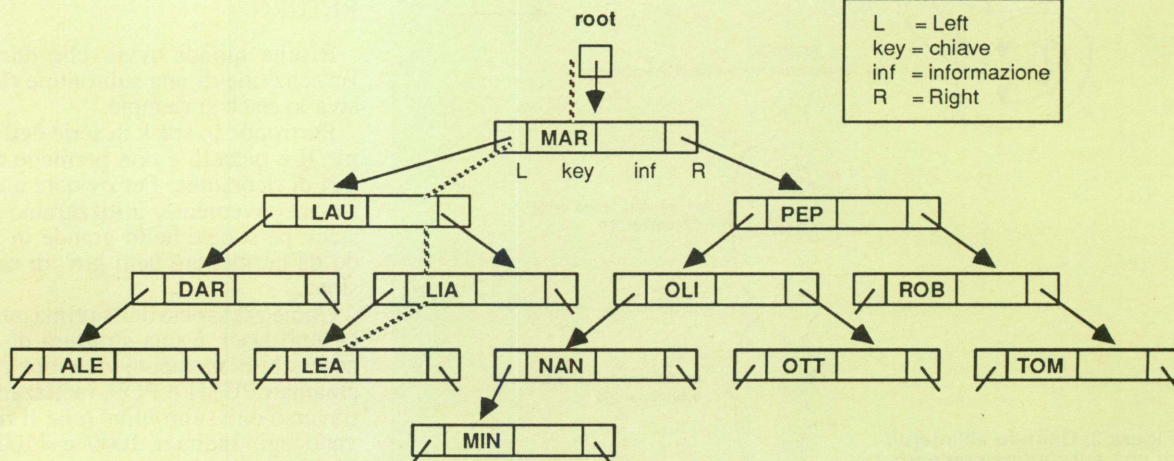 root
L = Left
key = chiave
inf = informazione
R = Right
MAR
L key inf R
LAU PEP
DAR LIA OLI ROB
ALE LEA NAN OTT TOM
MIN